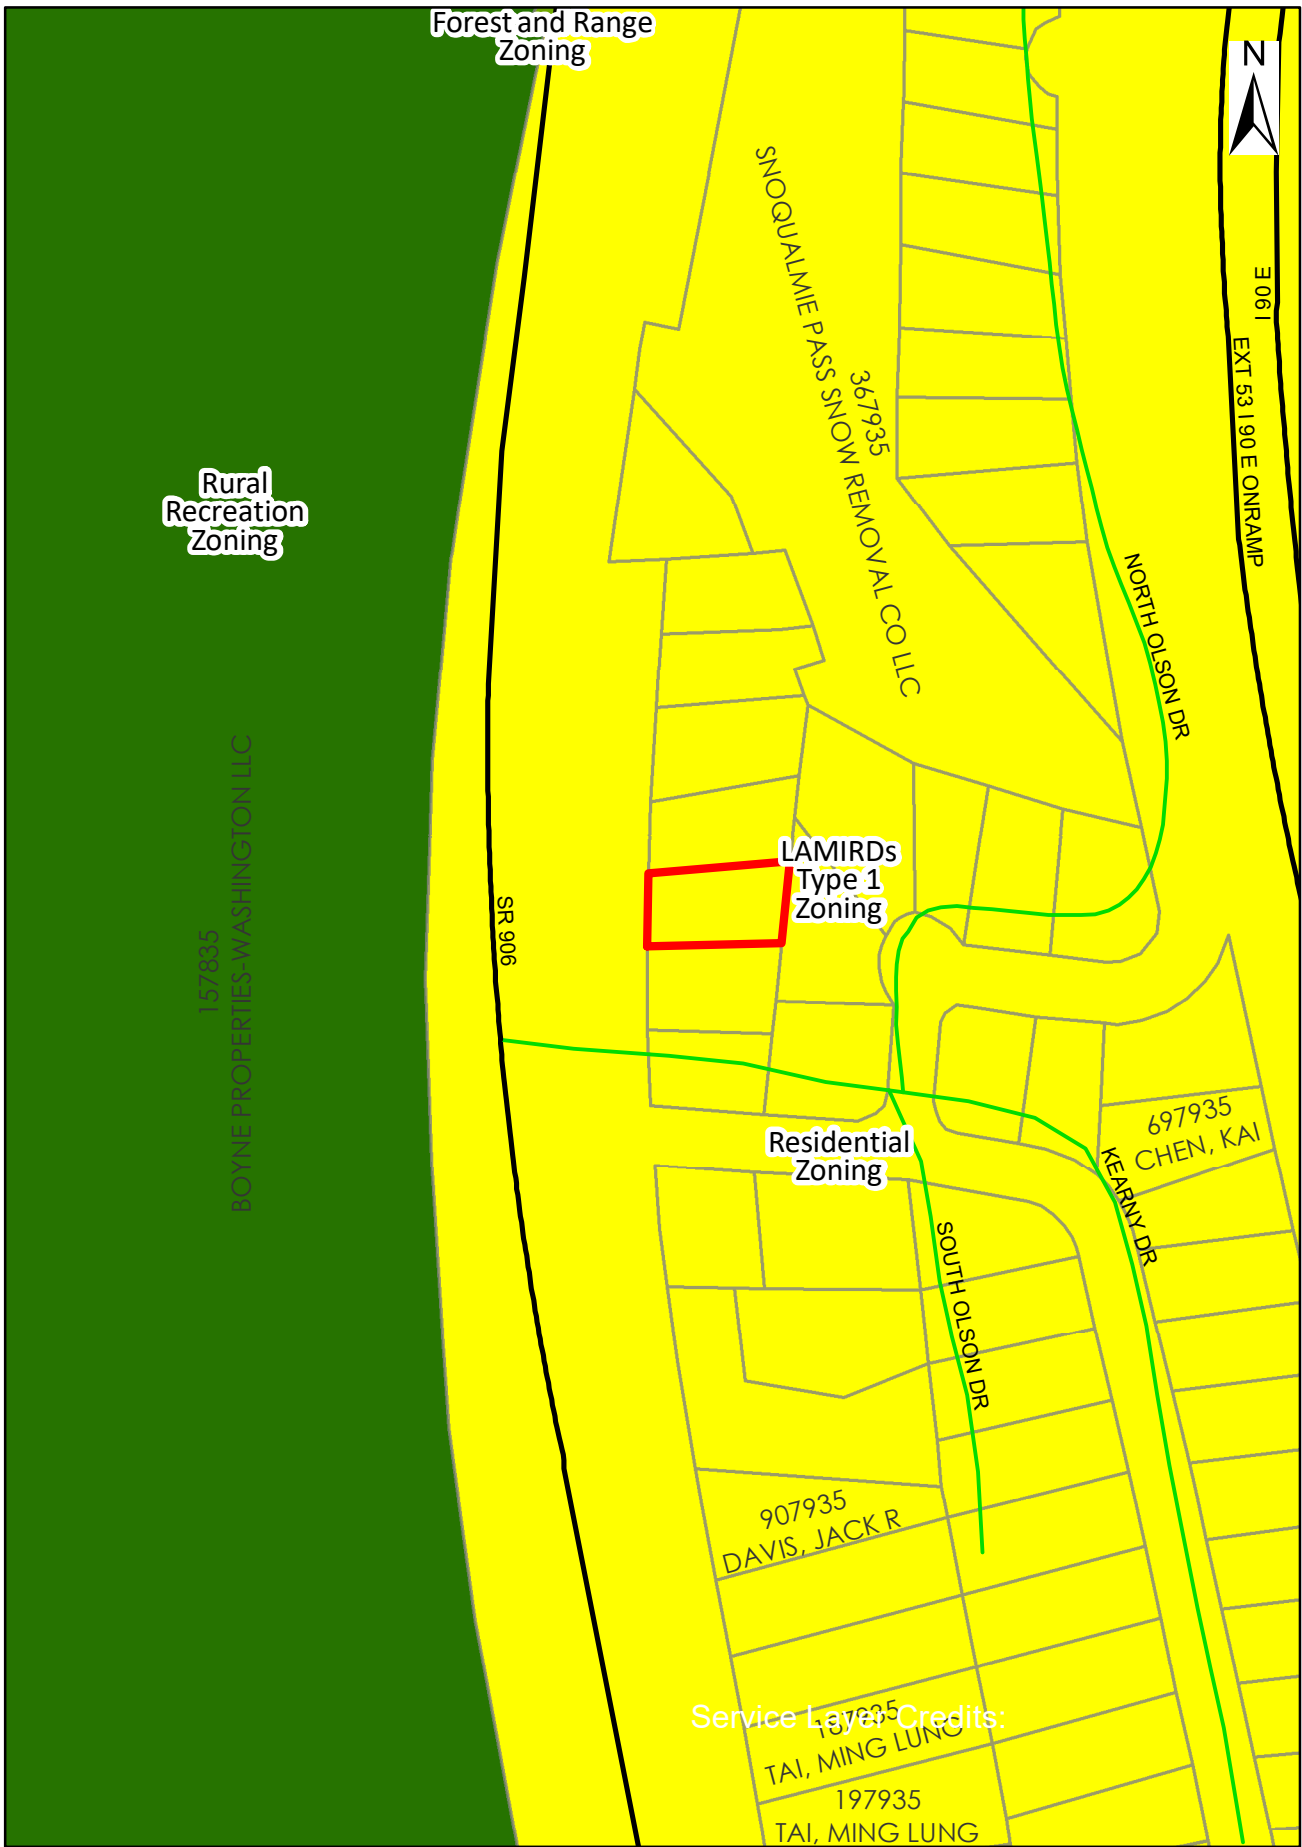 Forest and Range
Zoning
N
I 90 E
EXT 53 I 90 E ONRAMP
SNOQUALMIE PASS SNOW REMOVAL CO LLC
367935
Rural
Recreation
Zoning
NORTH OLSON DR
157835
BOYNE PROPERTIES-WASHINGTON LLC
SR 906
LAMIRDs
Type 1
Zoning
697935
CHEN, KAI
Residential
Zoning
KEARNY DR
SOUTH OLSON DR
907935
DAVIS, JACK R
Service Layer Credits:
187935
TAI, MING LUNG
197935
TAI, MING LUNG